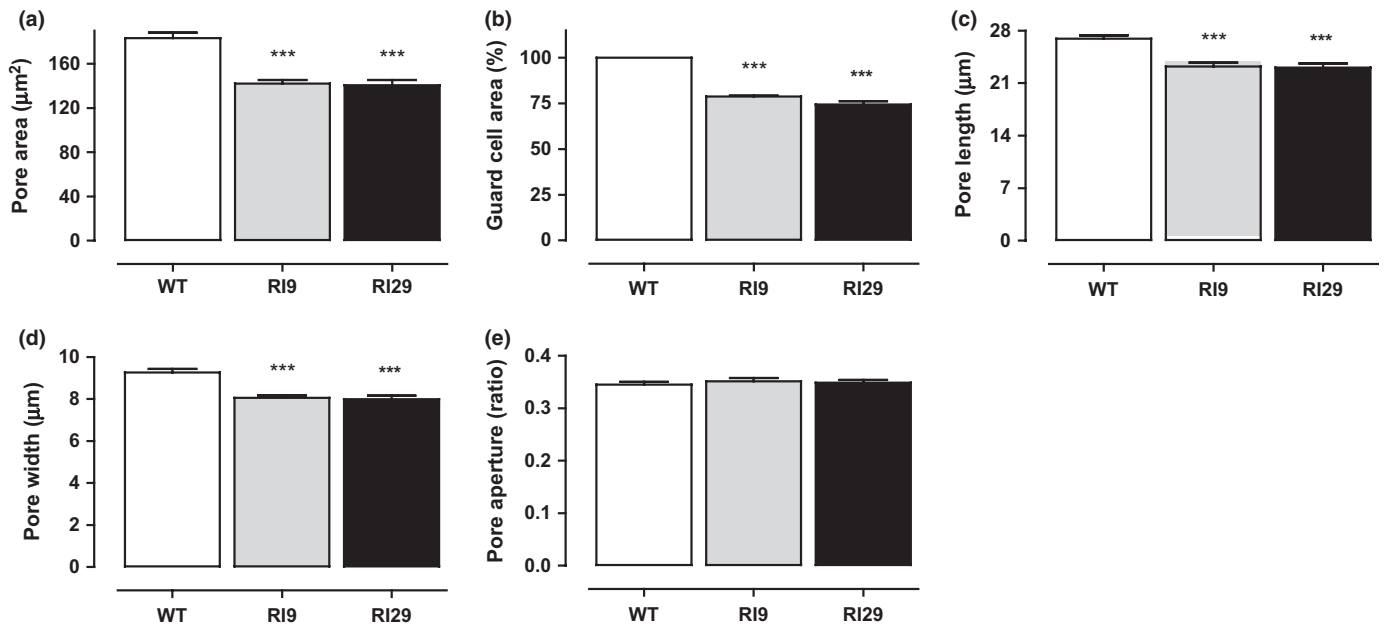 (a)
Pore area (μm²)
160
120
80
40
0
***
***
WT
RI9
RI29
(b)
Guard cell area (%)
100
75
50
25
0
***
***
WT
RI9
RI29
(c)
Pore length (μm)
28
21
14
7
0
***
***
WT
RI9
RI29
(d)
Pore width (μm)
10
8
6
4
2
0
***
***
WT
RI9
RI29
(e)
Pore aperture (ratio)
0.4
0.3
0.2
0.1
0.0
WT
RI9
RI29